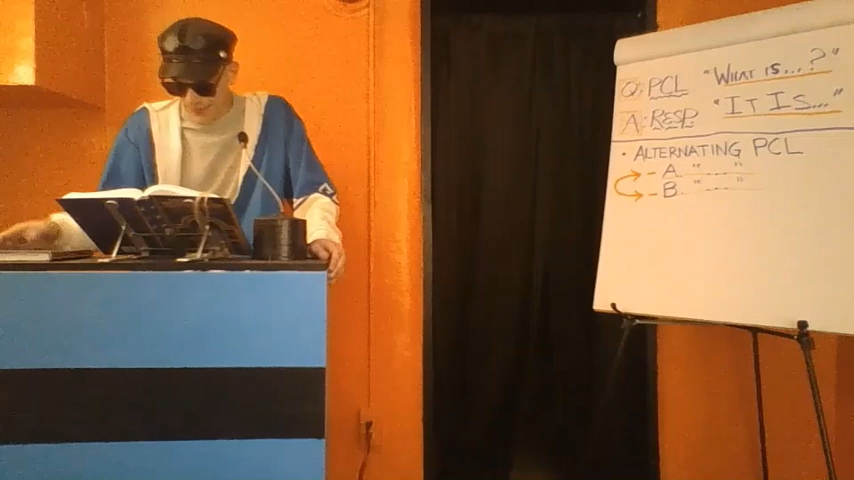 Q: PCL "WHAT IS...?"
A: RESP. "IT IS..."
• ALTERNATING PCL
- A " "
- B " "